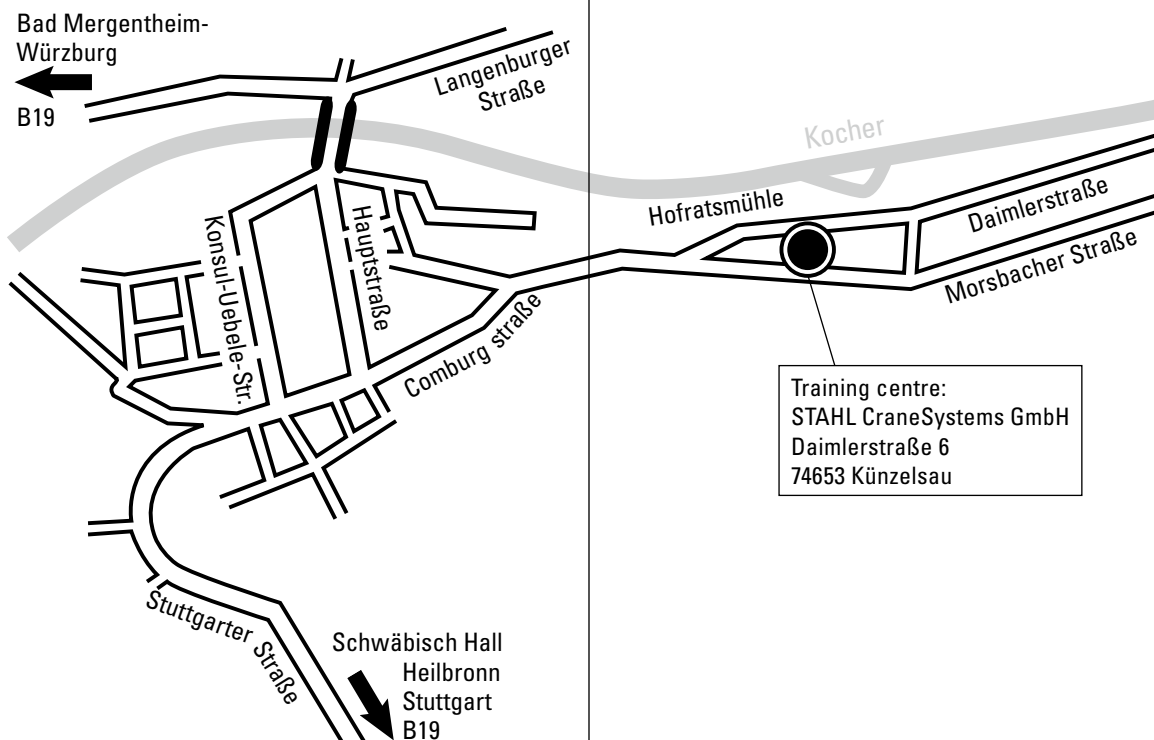 Bad Mergentheim-
Würzburg
B19
Langenburger
Straße
Kocher
Hofratsmühle
Daimlerstraße
Morsbacher Straße
Konsul-Uebele-Str.
Hauptstraße
Comburg straße
Training centre:
STAHL CraneSystems GmbH
Daimlerstraße 6
74653 Künzelsau
Stuttgarter Straße
Schwäbisch Hall
Heilbronn
Stuttgart
B19